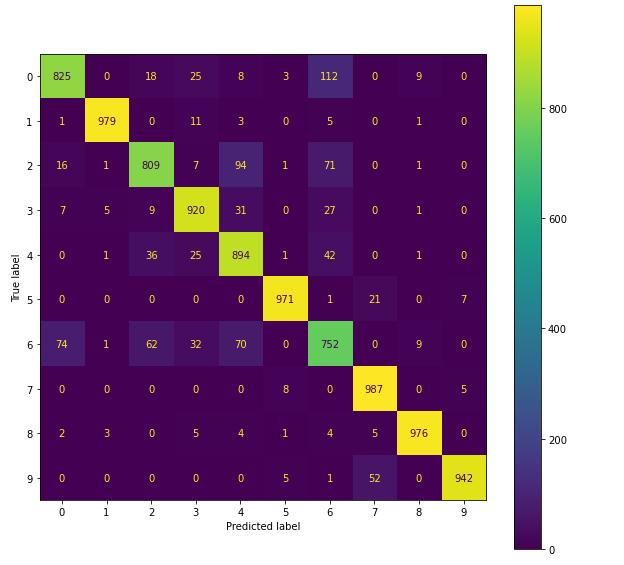 0 825 0 18 25 8 3 112 0 9 0
1 1 979 0 11 3 0 5 0 1 0
2 16 1 809 7 94 1 71 0 1 0
3 7 5 9 920 31 0 27 0 1 0
4 0 1 36 25 894 1 42 0 1 0
5 0 0 0 0 0 971 1 21 0 7
6 74 1 62 32 70 0 752 0 9 0
7 0 0 0 0 0 8 0 987 0 5
8 2 3 0 5 4 1 4 5 976 0
9 0 0 0 0 0 5 1 52 0 942
0 1 2 3 4 5 6 7 8 9
Predicted label
True label
800
600
400
200
0